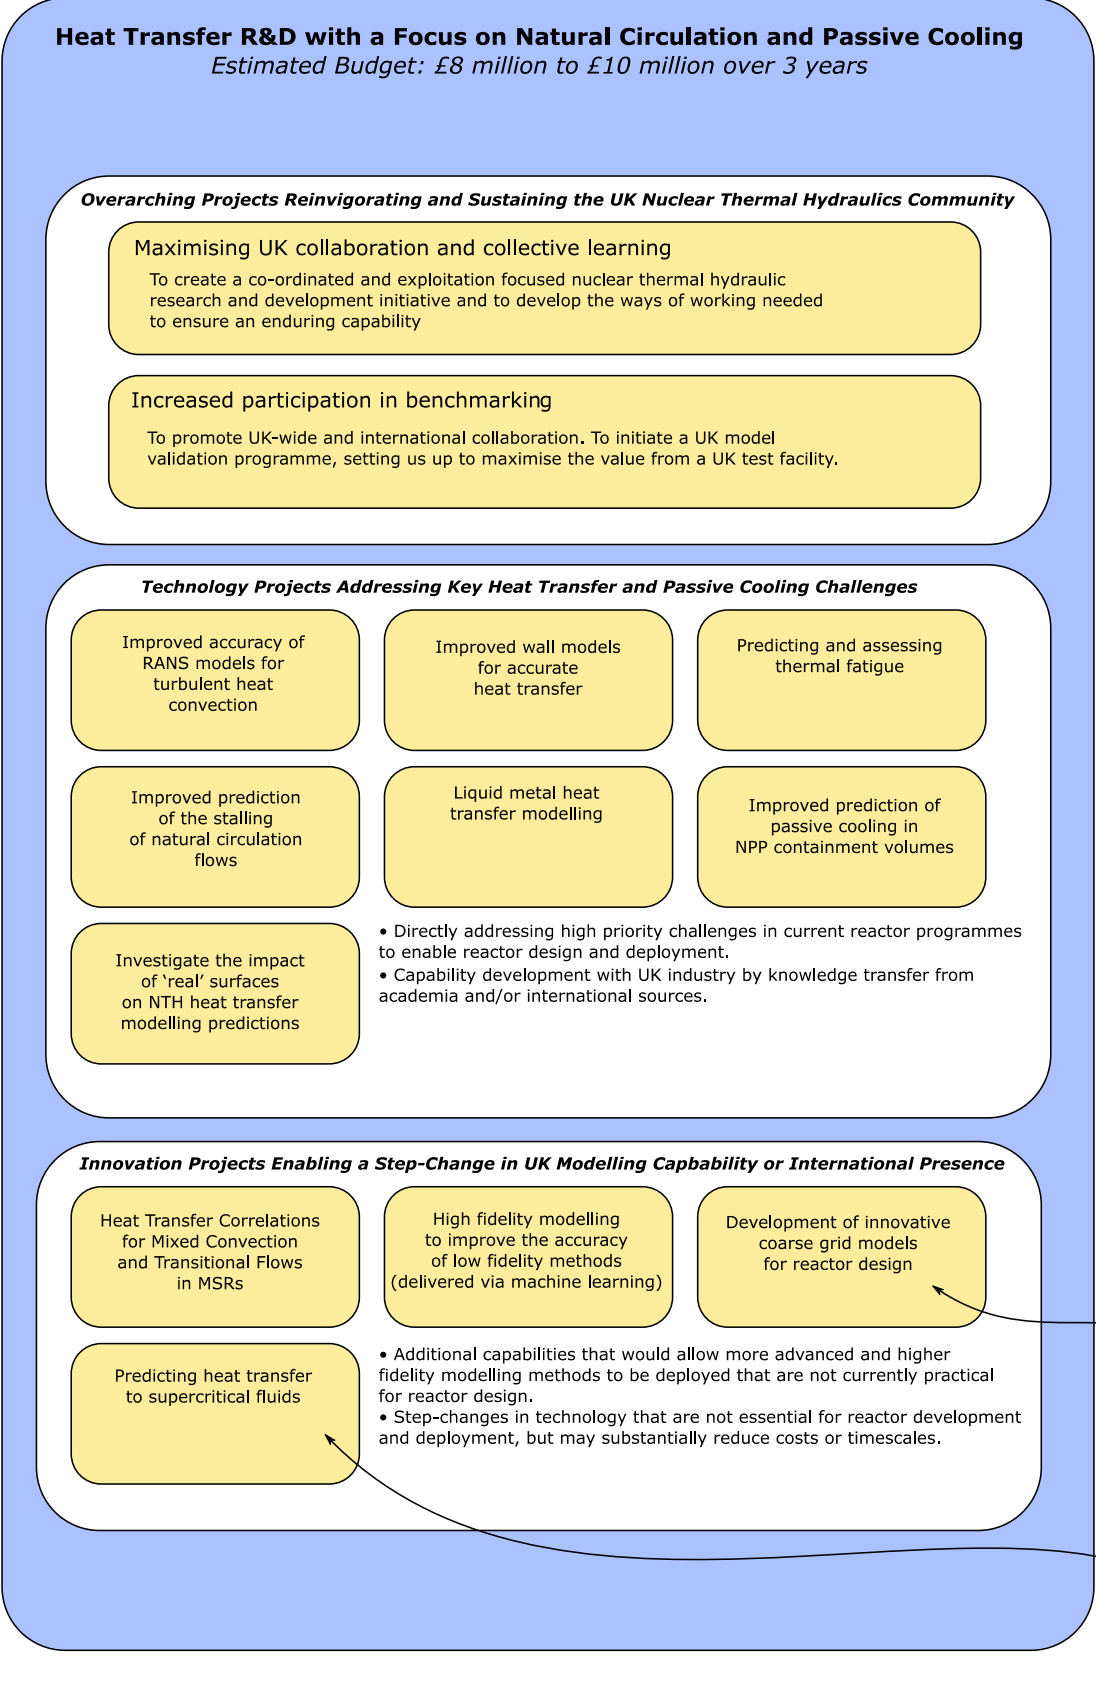 Heat Transfer R&D with a Focus on Natural Circulation and Passive Cooling
Estimated Budget: £8 million to £10 million over 3 years
Overarching Projects Reinvigorating and Sustaining the UK Nuclear Thermal Hydraulics Community
Maximising UK collaboration and collective learning
To create a co-ordinated and exploitation focused nuclear thermal hydraulic
research and development initiative and to develop the ways of working needed
to ensure an enduring capability
Increased participation in benchmarking
To promote UK-wide and international collaboration. To initiate a UK model
validation programme, setting us up to maximise the value from a UK test facility.
Technology Projects Addressing Key Heat Transfer and Passive Cooling Challenges
Improved accuracy of
RANS models for
turbulent heat
convection
Improved wall models
for accurate
heat transfer
Predicting and assessing
thermal fatigue
Improved prediction
of the stalling
of natural circulation
flows
Liquid metal heat
transfer modelling
Improved prediction of
passive cooling in
NPP containment volumes
Investigate the impact
of ‘real’ surfaces
on NTH heat transfer
modelling predictions
• Directly addressing high priority challenges in current reactor programmes
to enable reactor design and deployment.
• Capability development with UK industry by knowledge transfer from
academia and/or international sources.
Innovation Projects Enabling a Step-Change in UK Modelling Capbability or International Presence
Heat Transfer Correlations
for Mixed Convection
and Transitional Flows
in MSRs
High fidelity modelling
to improve the accuracy
of low fidelity methods
(delivered via machine learning)
Development of innovative
coarse grid models
for reactor design
Predicting heat transfer
to supercritical fluids
• Additional capabilities that would allow more advanced and higher
fidelity modelling methods to be deployed that are not currently practical
for reactor design.
• Step-changes in technology that are not essential for reactor development
and deployment, but may substantially reduce costs or timescales.